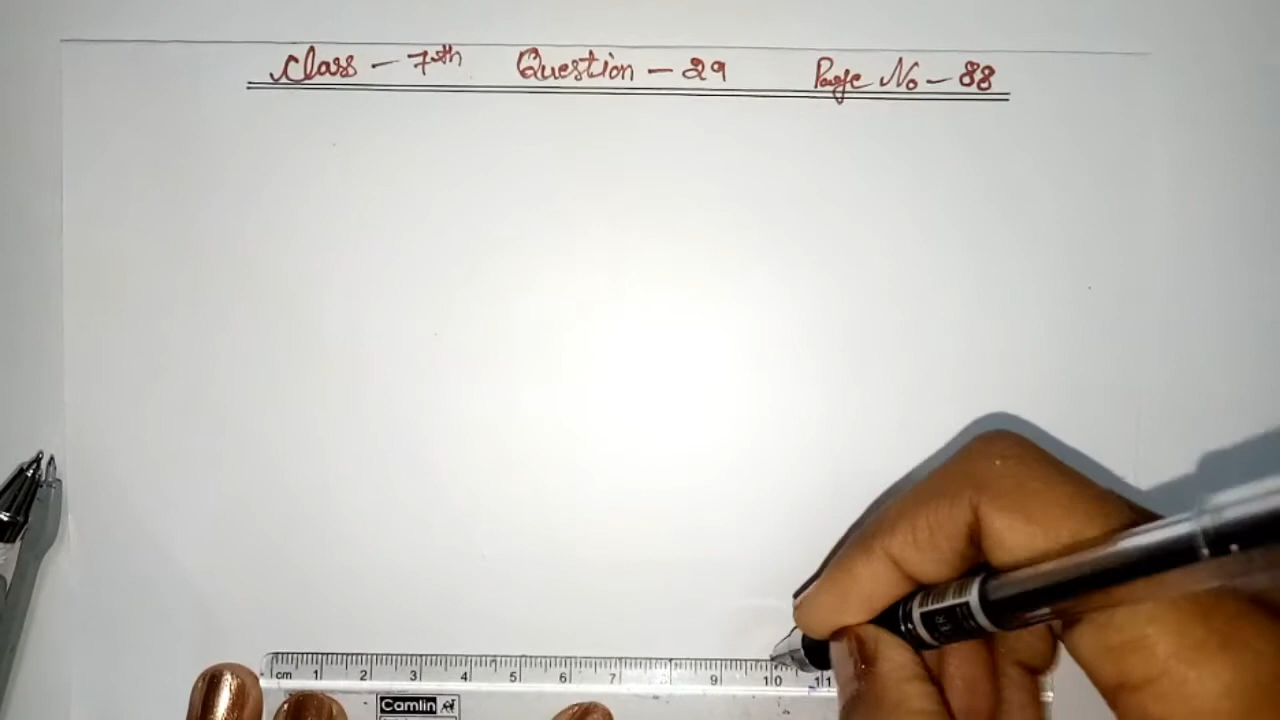 Class - 7th Question - 29 Page No - 88
cm 1 2 3 4 5 6 7 8 9 10 11
Camlin